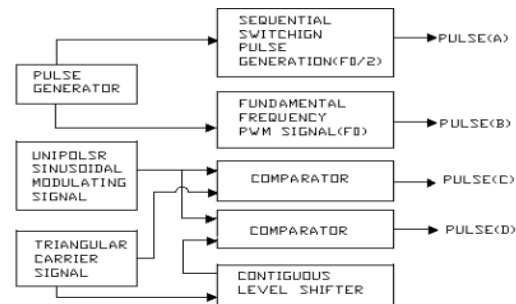 SEQUENTIAL
SWITCHIGN
PULSE
GENERATION(F0/2)
PULSE(A)
PULSE
GENERATOR
FUNDAMENTAL
FREQUENCY
PWM SIGNAL(F0)
PULSE(B)
UNIPOLSR
SINUSOIDAL
MODULATING
SIGNAL
COMPARATOR
PULSE(C)
COMPARATOR
PULSE(D)
TRIANGULAR
CARRIER
SIGNAL
CONTIGUOUS
LEVEL SHIFTER